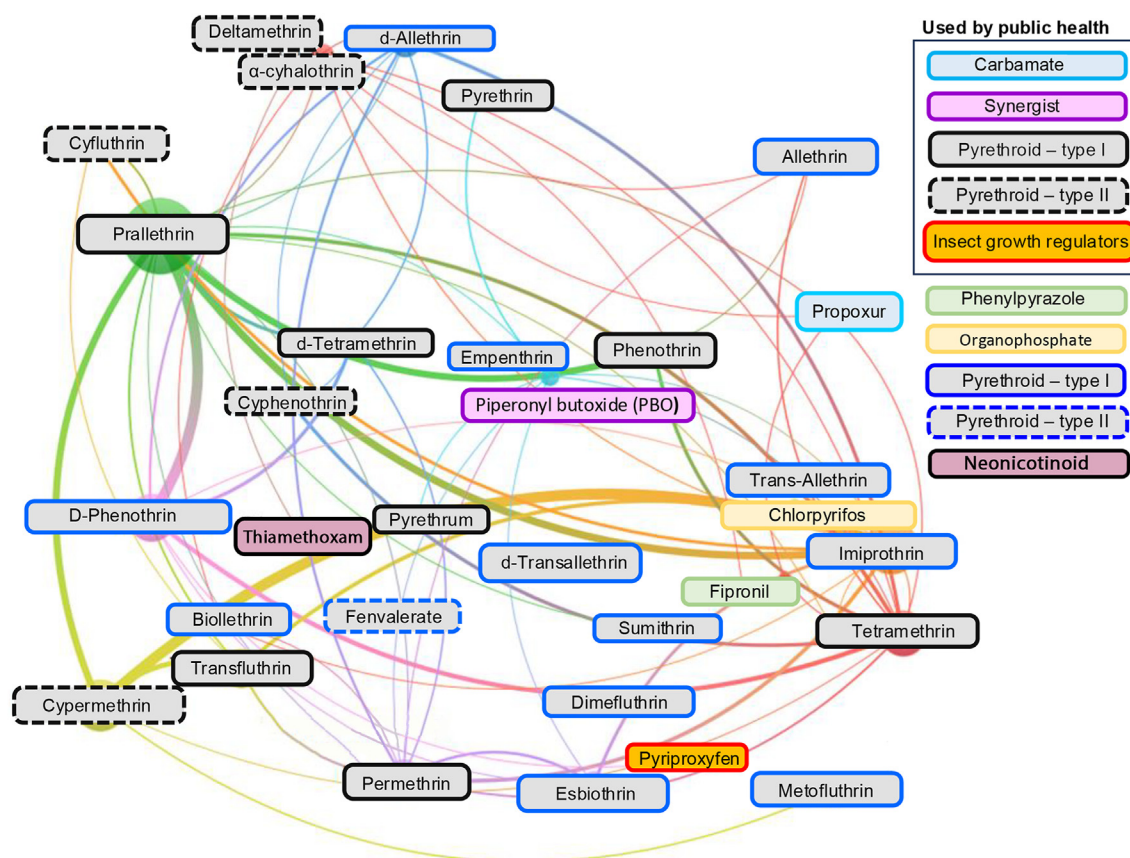 Deltamethrin
d-Allethrin
α-cyhalothrin
Pyrethrin
Cyfluthrin
Allethrin
Prallethrin
Propoxur
d-Tetramethrin
Empenthrin
Phenothrin
Cyphenothrin
Piperonyl butoxide (PBO)
Trans-Allethrin
D-Phenothrin
Chlorpyrifos
Pyrethrum
Thiamethoxam
Imiprothrin
d-Transallethrin
Fipronil
Biollethrin
Fenvalerate
Sumithrin
Tetramethrin
Transfluthrin
Cypermethrin
Dimefluthrin
Pyriproxyfen
Permethrin
Esbiothrin
Metofluthrin
Used by public health
Carbamate
Synergist
Pyrethroid – type I
Pyrethroid – type II
Insect growth regulators
Phenylpyrazole
Organophosphate
Pyrethroid – type I
Pyrethroid – type II
Neonicotinoid